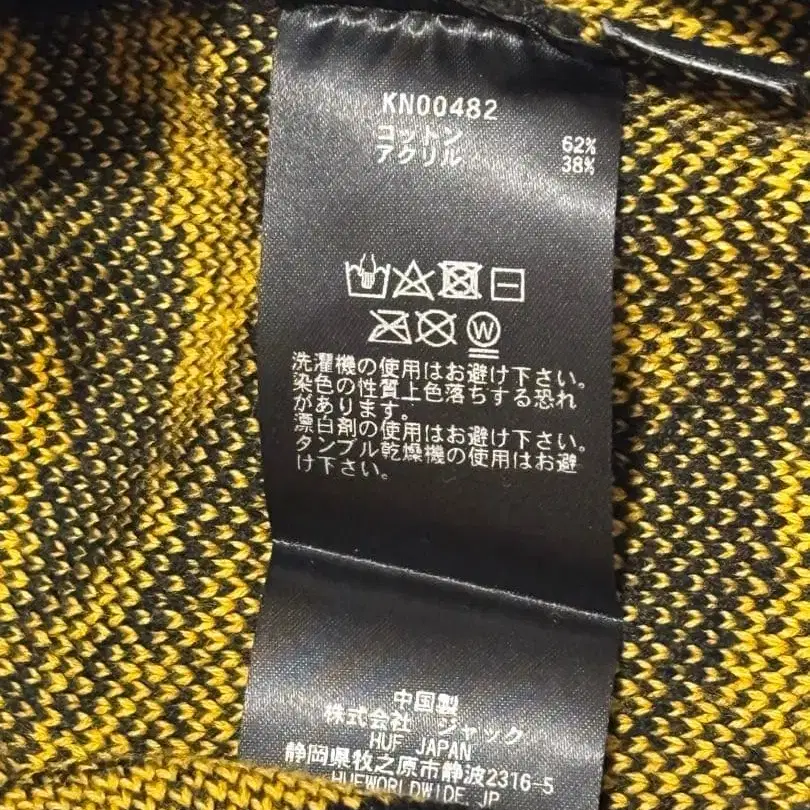 KN00482
コットン 62%
アクリル 38%
W
洗濯機の使用はお避け下さい。
染色の性質上色落ちする恐れ
があります。
漂白剤の使用はお避け下さい。
タンブル乾燥機の使用はお避
け下さい。
中国製
株式会社 ジャック
HUF JAPAN
静岡県牧之原市静波2316-5
HUFWORLDWIDE.JP